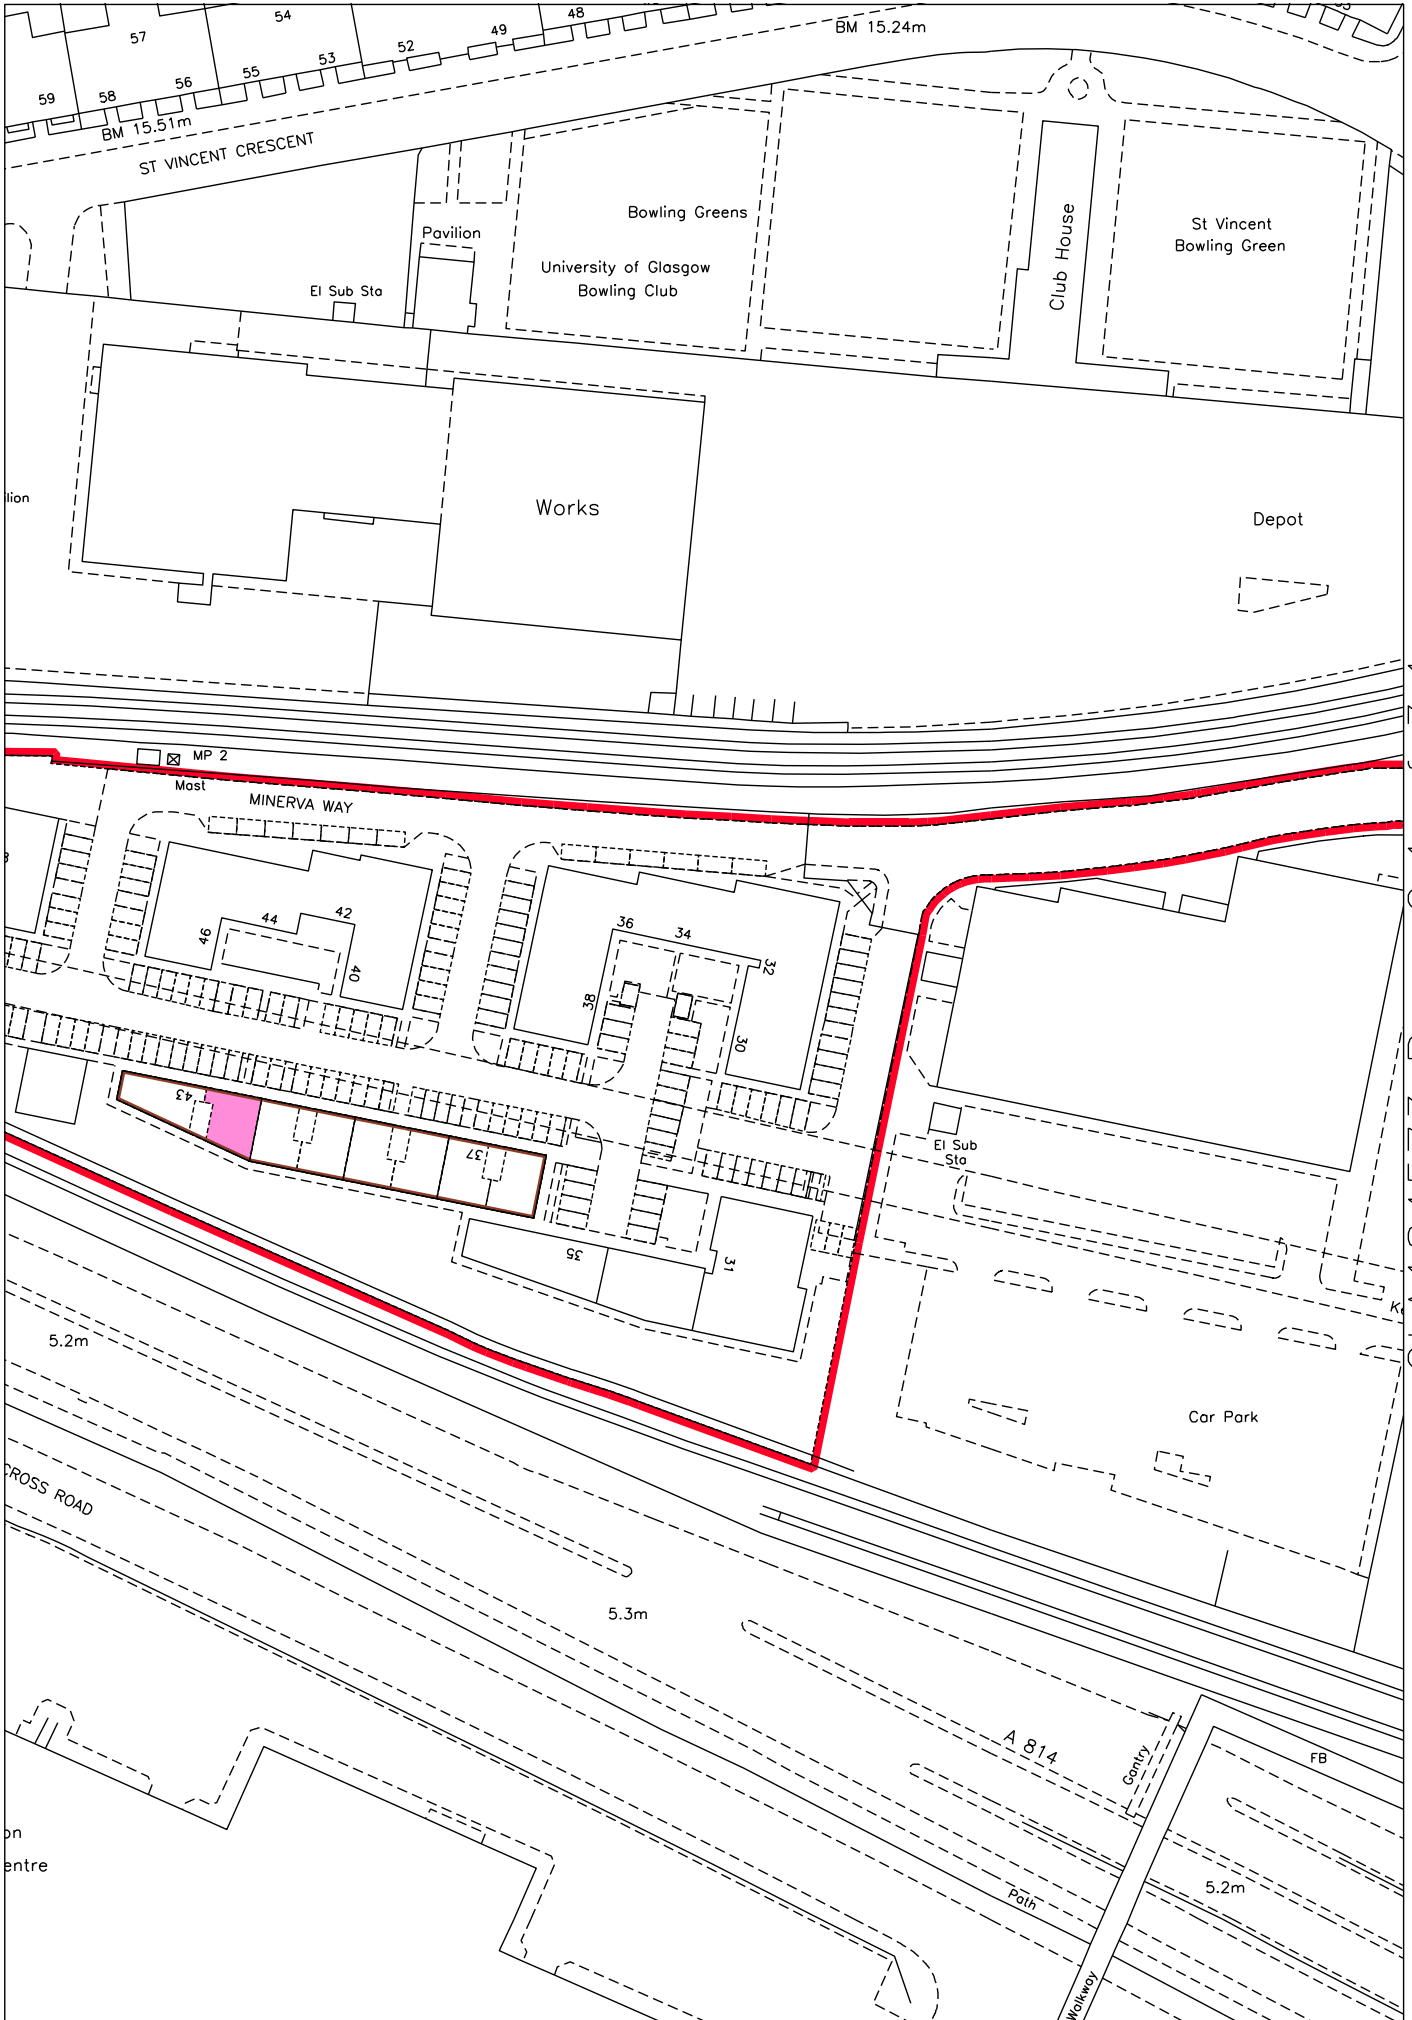 54
48
57
49
BM 15.24m
52
53
55
56
58
59
BM 15.51m
ST VINCENT CRESCENT
Bowling Greens
St Vincent
Bowling Green
Pavilion
Club House
University of Glasgow
Bowling Club
El Sub Sta
Works
Depot
MP 2
Mast
MINERVA WAY
44
42
46
40
36
34
32
38
30
43
37
El Sub
Sta
35
31
5.2m
Car Park
CROSS ROAD
5.3m
A 814
Gantry
FB
5.2m
Path
Walkway
entre